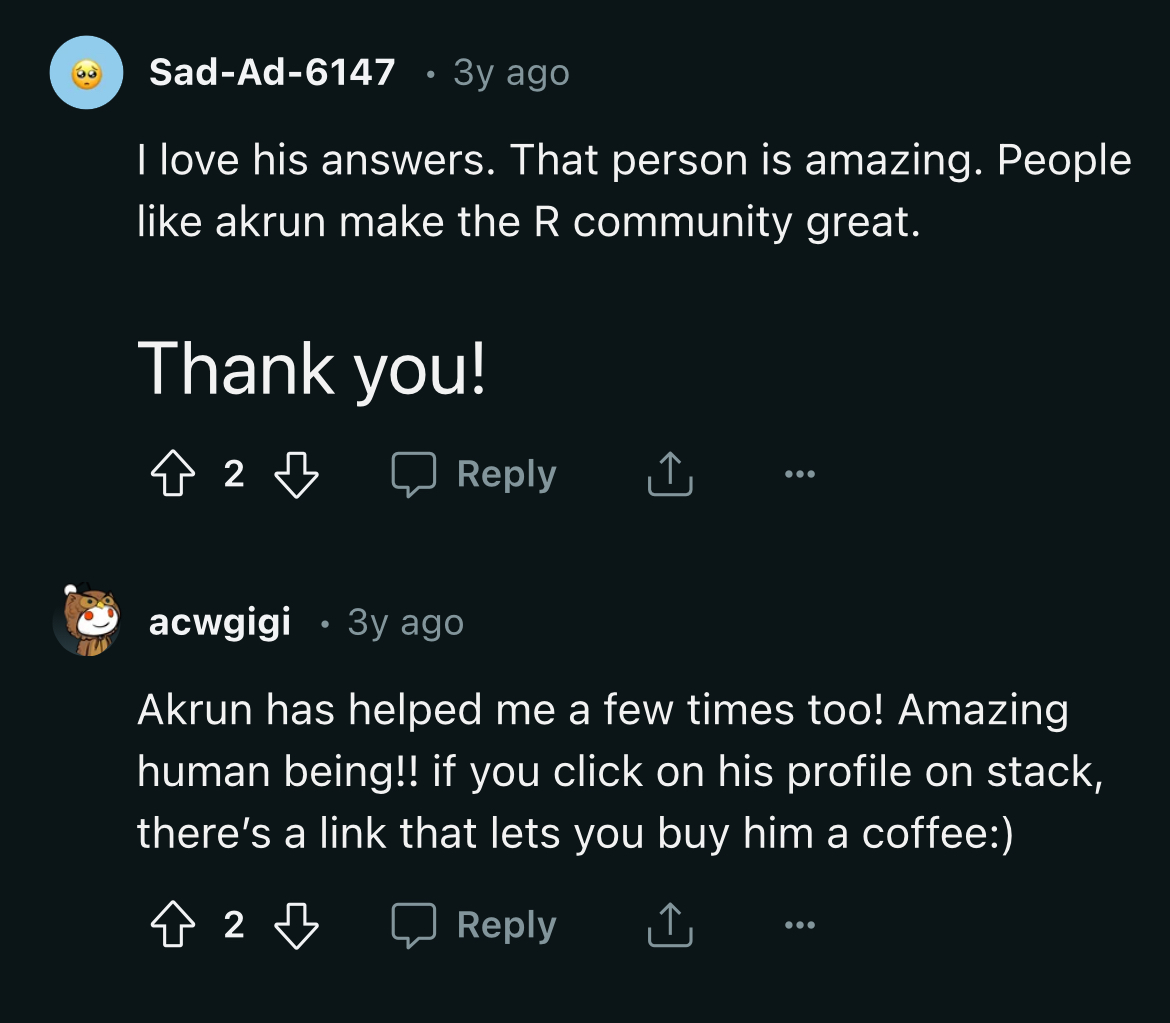 Sad-Ad-6147 • 3y ago
I love his answers. That person is amazing. People
like akrun make the R community great.
Thank you!
2 Reply
acwgigi • 3y ago
Akrun has helped me a few times too! Amazing
human being!! if you click on his profile on stack,
there’s a link that lets you buy him a coffee:)
2 Reply